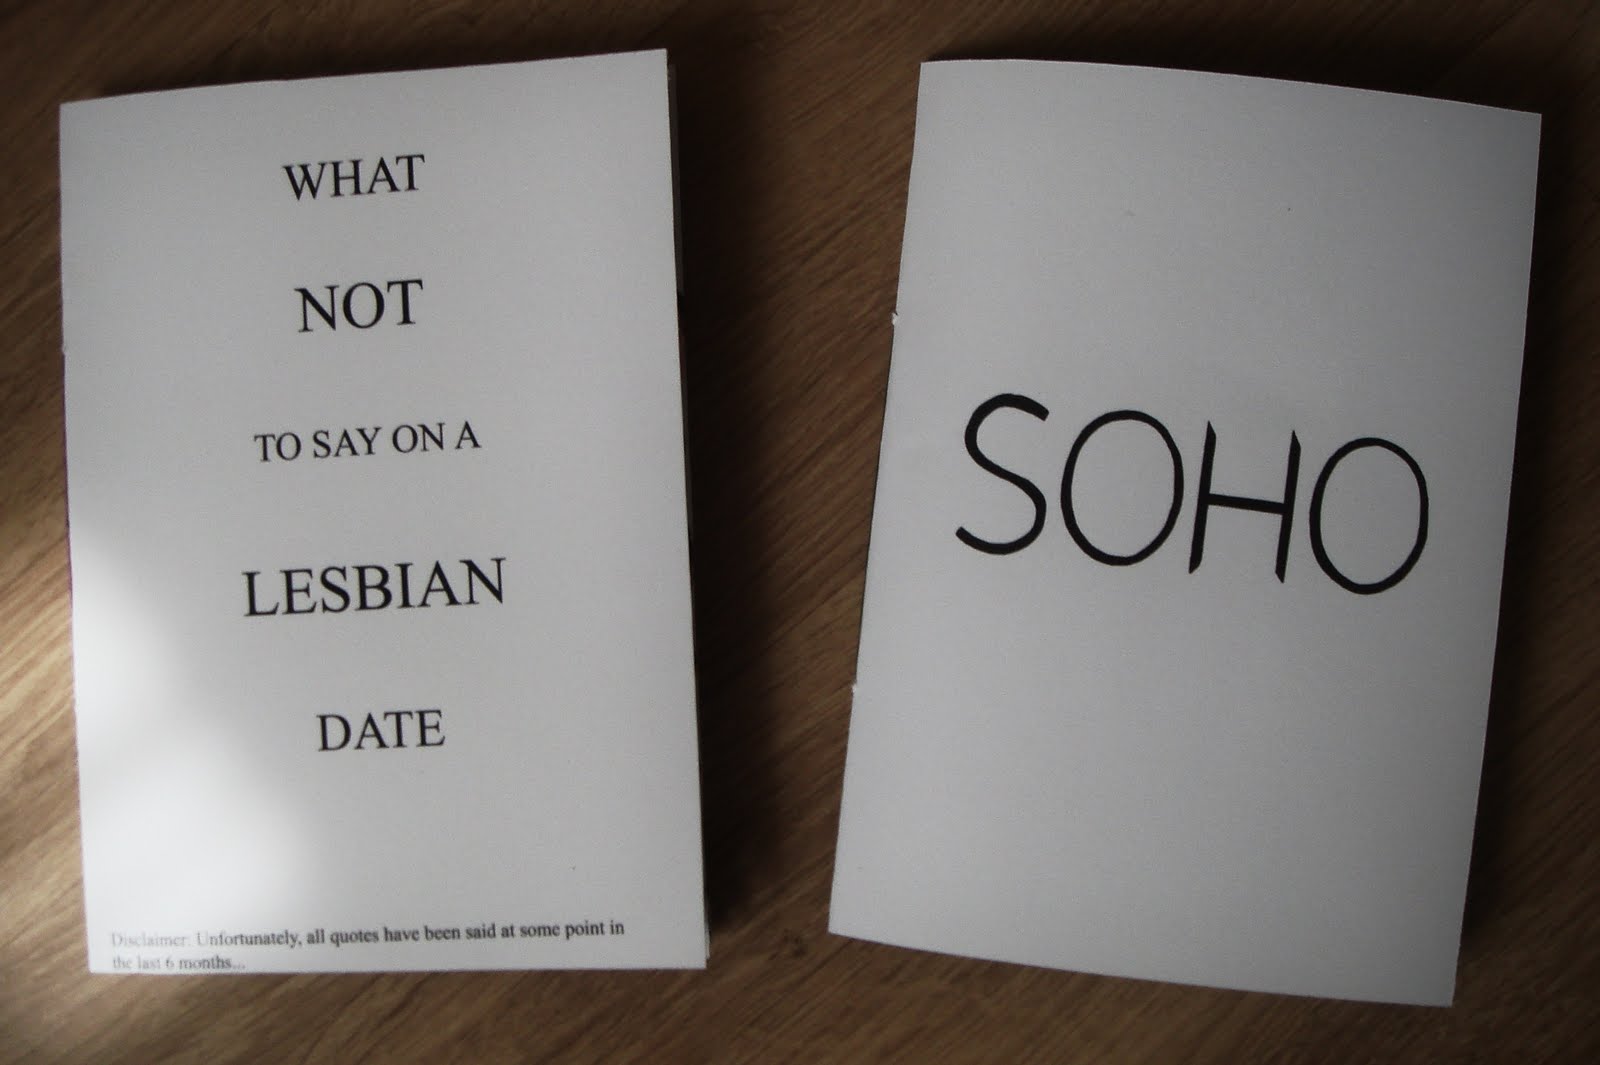 WHAT
NOT
TO SAY ON A
LESBIAN
DATE
Disclaimer: Unfortunately, all quotes have been said at some point in
the last 6 months...
SOHO